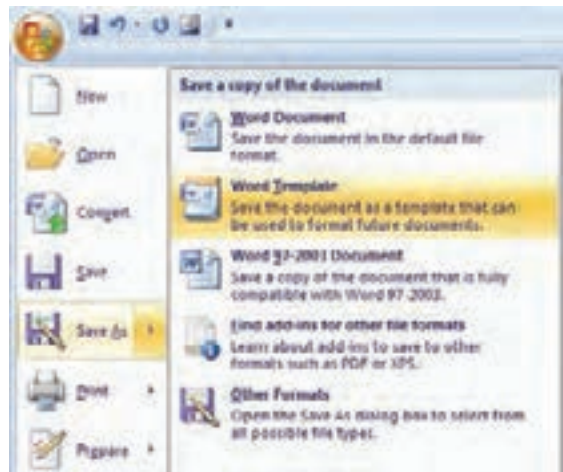 New
Open
Convert
Save
Save As
Print
Prepare
Save a copy of the document
Word Document
Save the document in the default file
format.
Word Template
Save the document as a template that can
be used to format future documents.
Word 97-2003 Document
Save a copy of the document that is fully
compatible with Word 97-2003.
Find add-ins for other file formats
Learn about add-ins to save to other
formats such as PDF or XPS.
Other Formats
Open the Save As dialog box to select from
all possible file types.